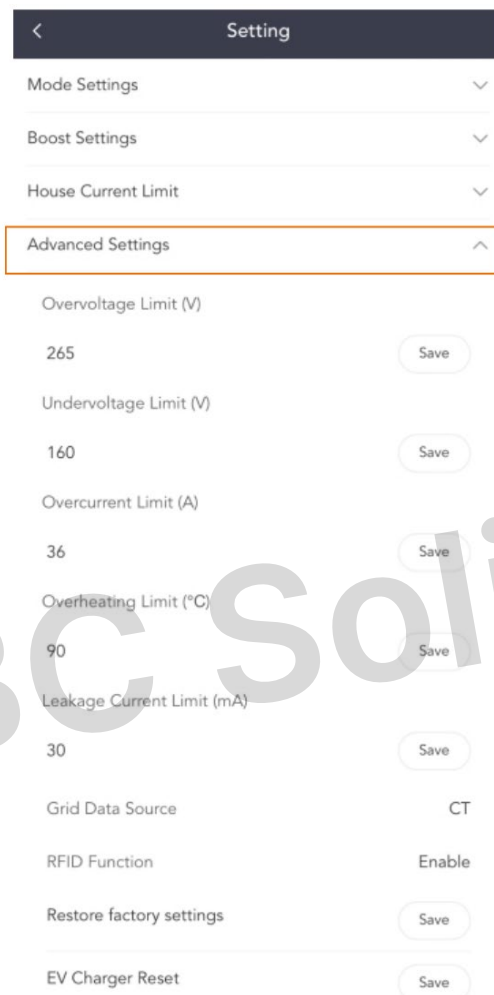 Setting
Mode Settings
Boost Settings
House Current Limit
Advanced Settings
Overvoltage Limit (V)
265 Save
Undervoltage Limit (V)
160 Save
Overcurrent Limit (A)
36 Save
Overheating Limit (°C)
90 Save
Leakage Current Limit (mA)
30 Save
Grid Data Source CT
RFID Function Enable
Restore factory settings Save
EV Charger Reset Save